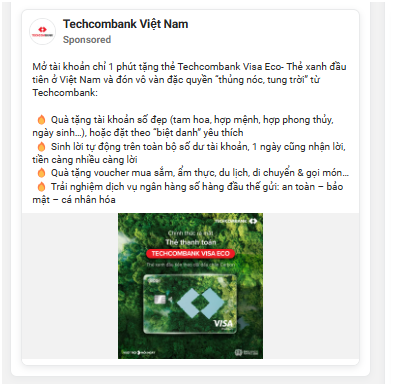 Techcombank Việt Nam
Sponsored
Mở tài khoản chỉ 1 phút tặng thẻ Techcombank Visa Eco- Thẻ xanh đầu
tiên ở Việt Nam và đón vô vàn đặc quyền “thủng nóc, tung trời” từ
Techcombank:
🔥 Quà tặng tài khoản số đẹp (tam hoa, hợp mệnh, hợp phong thủy,
ngày sinh...), hoặc đặt theo “biệt danh” yêu thích
🔥 Sinh lời tự động trên toàn bộ số dư tài khoản, 1 ngày cũng nhận lời,
tiền càng nhiều càng lời
🔥 Quà tặng voucher mua sắm, ẩm thực, du lịch, di chuyển & gọi món...
🔥 Trải nghiệm dịch vụ ngân hàng số hàng đầu thế giới: an toàn – bảo
mật – cá nhân hóa
Chính thức ra mắt
Thẻ thanh toán
TECHCOMBANK VISA ECO
VISA